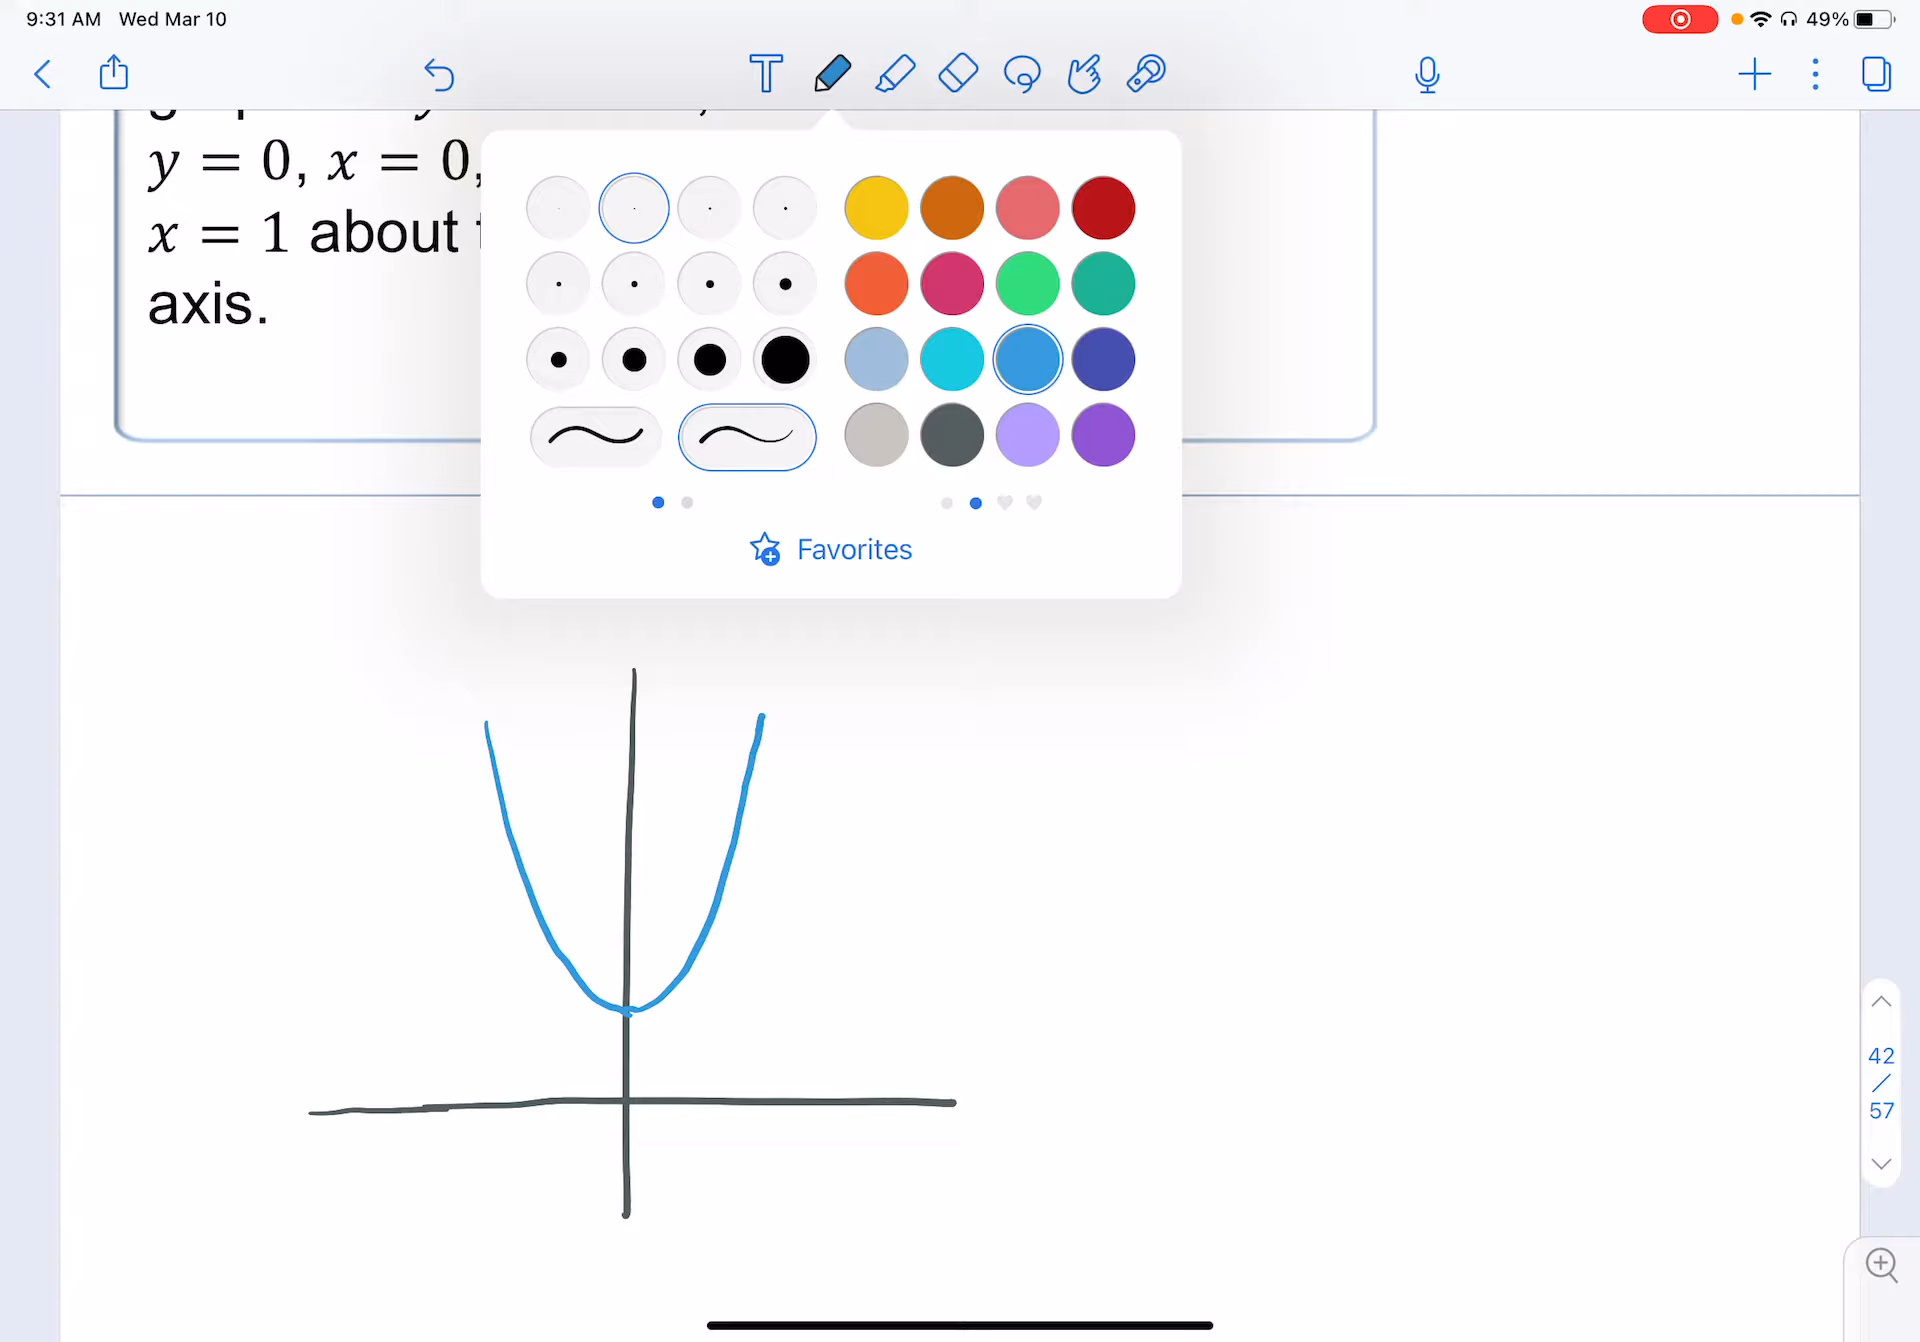 9:31 AM Wed Mar 10
49%
y = 0, x = 0,
x = 1 about
axis.
Favorites
42
/
57